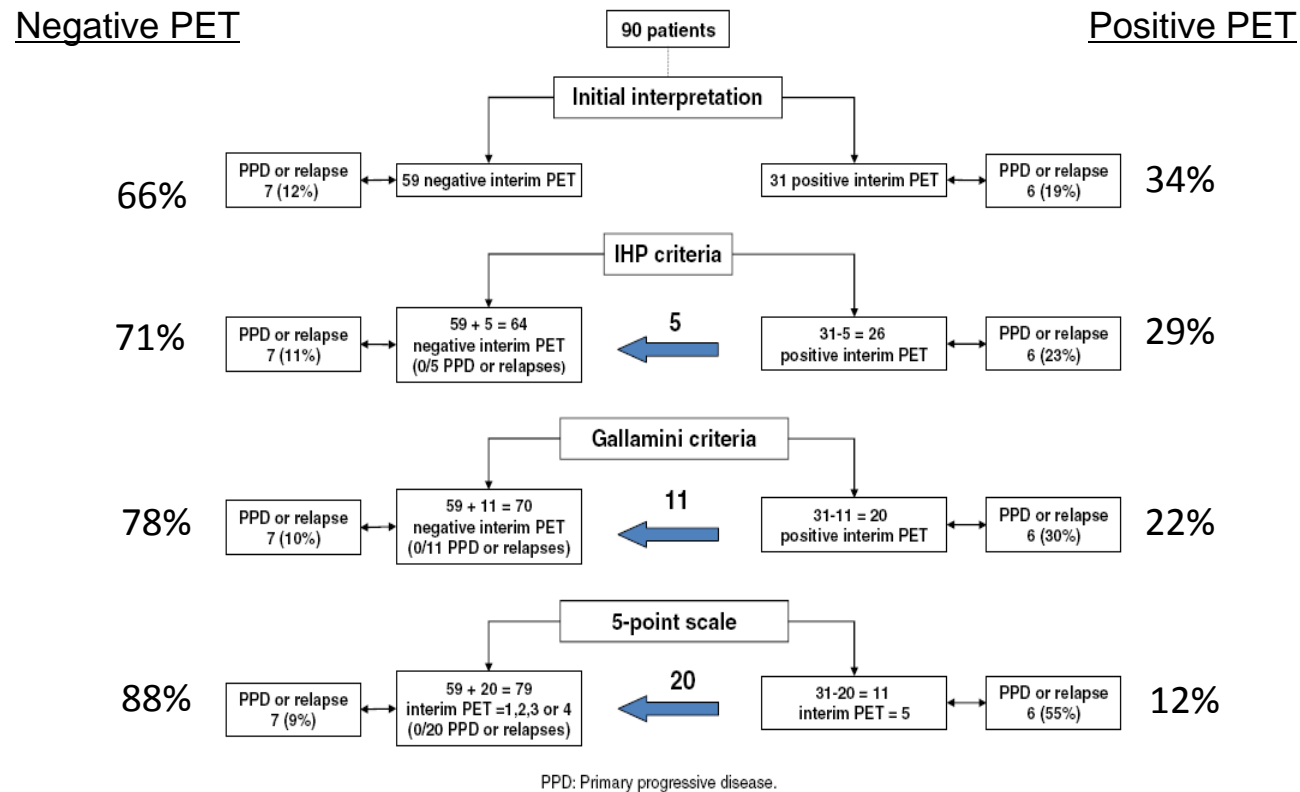 Negative PET
90 patients
Positive PET
Initial interpretation
66%
PPD or relapse
7 (12%)
59 negative interim PET
31 positive interim PET
PPD or relapse
6 (19%)
34%
IHP criteria
71%
PPD or relapse
7 (11%)
59 + 5 = 64
negative interim PET
(0/5 PPD or relapses)
5
31-5 = 26
positive interim PET
PPD or relapse
6 (23%)
29%
Gallamini criteria
78%
PPD or relapse
7 (10%)
59 + 11 = 70
negative interim PET
(0/11 PPD or relapses)
11
31-11 = 20
positive interim PET
PPD or relapse
6 (30%)
22%
5-point scale
88%
PPD or relapse
7 (9%)
59 + 20 = 79
interim PET =1,2,3 or 4
(0/20 PPD or relapses)
20
31-20 = 11
interim PET = 5
PPD or relapse
6 (55%)
12%
PPD: Primary progressive disease.